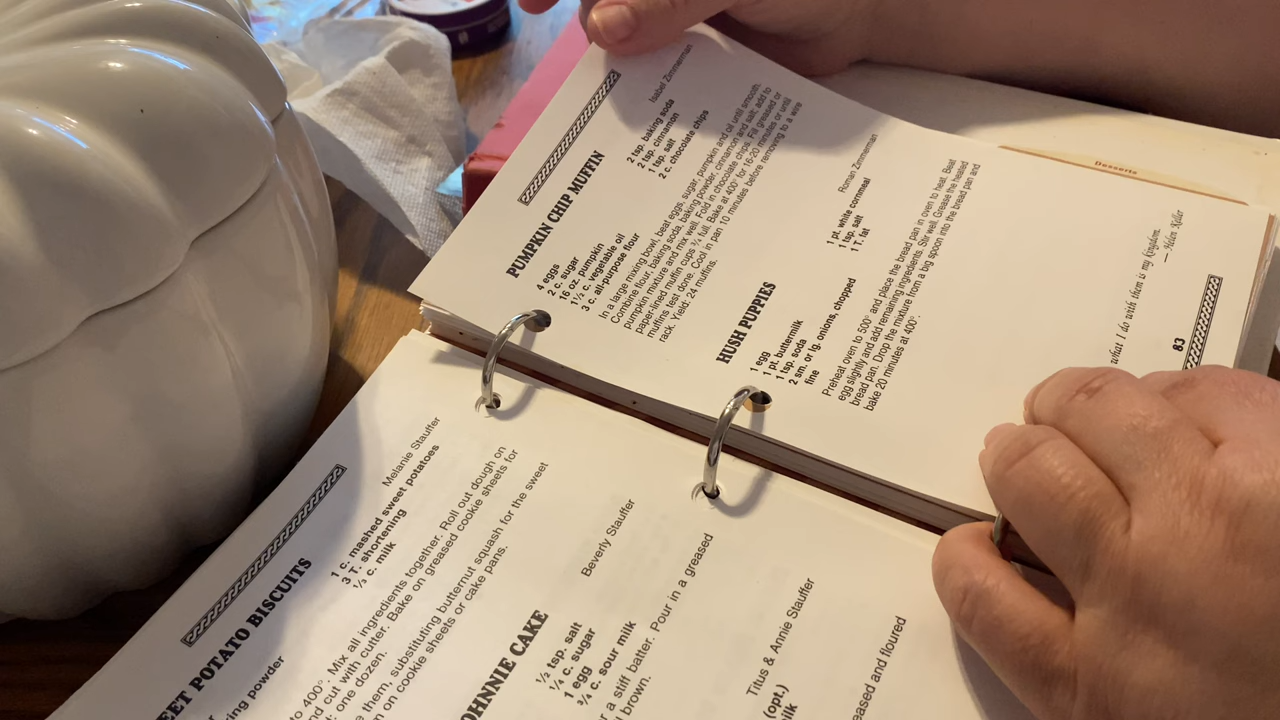 Desserts
PUMPKIN CHIP MUFFIN
Isabel Zimmerman
4 eggs
2 c. sugar
16 oz. pumpkin
1½ c. vegetable oil
3 c. all-purpose flour
2 tsp. baking soda
2 tsp. cinnamon
1 tsp. salt
2 c. chocolate chips
In a large mixing bowl, beat eggs, sugar, pumpkin and oil until smooth.
Combine flour, baking soda, baking powder, cinnamon and salt; add to
pumpkin mixture and mix well. Fold in chocolate chips. Fill greased or
paper-lined muffin cups ¾ full. Bake at 400° for 16-20 minutes or until
muffins test done. Cool in pan 10 minutes before removing to a wire
rack. Yield: 24 muffins.
HUSH PUPPIES
Roman Zimmerman
1 egg
1 pt. buttermilk
1 tsp. soda
2 sm. or lg. onions, chopped
fine
1 pt. white cornmeal
1 tsp. salt
1 T. fat
Preheat oven to 500° and place the bread pan in oven to heat. Beat
egg slightly and add remaining ingredients. Stir well. Grease the heated
bread pan. Drop the mixture from a big spoon into the bread pan and
bake 20 minutes at 400°.
what I do with them is my kingdom.
— Helen Keller
83
EET POTATO BISCUITS
Melanie Stauffer
ing powder
1 c. mashed sweet potatoes
3 T. shortening
⅓ c. milk
to 400°. Mix all ingredients together. Roll out dough on
nd cut with cutter. Bake on greased cookie sheets for
: one dozen.
e them, substituting butternut squash for the sweet
n on cookie sheets or cake pans.
OHNNIE CAKE
Beverly Stauffer
½ tsp. salt
¼ c. sugar
1 egg
¾ c. sour milk
r a stiff batter. Pour in a greased
l brown.
Titus & Annie Stauffer
(opt.)
ilk
eased and floured